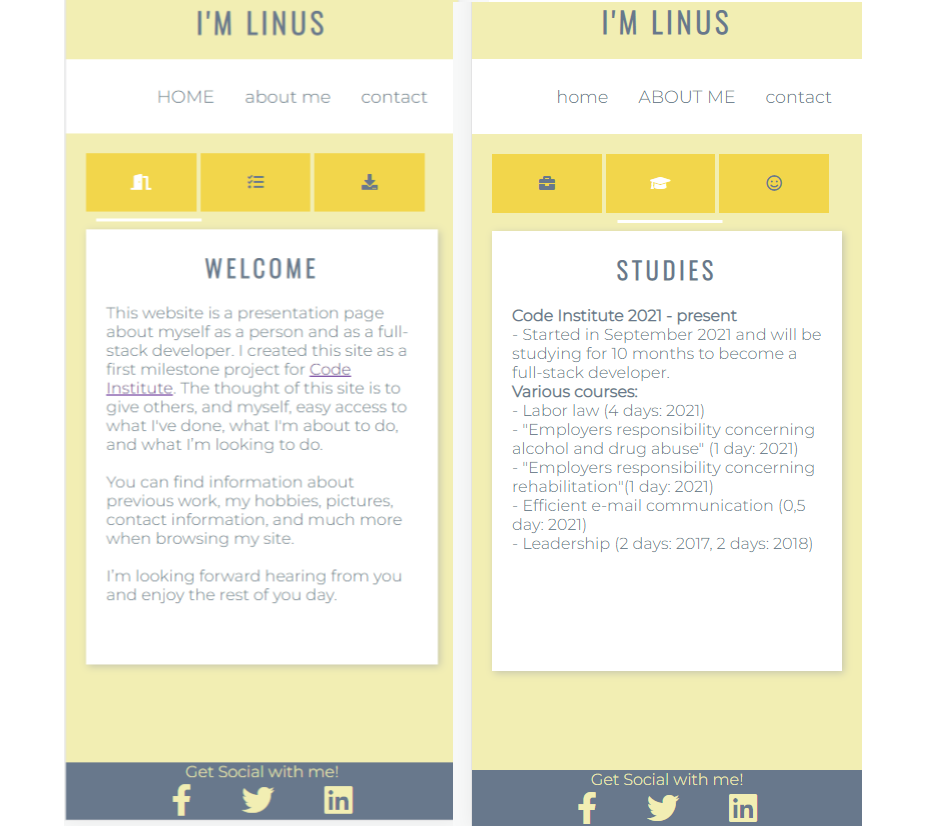 I'M LINUS
HOME about me contact
WELCOME
This website is a presentation page
about myself as a person and as a full-
stack developer. I created this site as a
first milestone project for Code
Institute. The thought of this site is to
give others, and myself, easy access to
what I've done, what I'm about to do,
and what I'm looking to do.
You can find information about
previous work, my hobbies, pictures,
contact information, and much more
when browsing my site.
I'm looking forward hearing from you
and enjoy the rest of you day.
Get Social with me!
I'M LINUS
home ABOUT ME contact
STUDIES
Code Institute 2021 - present
- Started in September 2021 and will be
studying for 10 months to become a
full-stack developer.
Various courses:
- Labor law (4 days: 2021)
- "Employers responsibility concerning
alcohol and drug abuse" (1 day: 2021)
- "Employers responsibility concerning
rehabilitation"(1 day: 2021)
- Efficient e-mail communication (0,5
day: 2021)
- Leadership (2 days: 2017, 2 days: 2018)
Get Social with me!